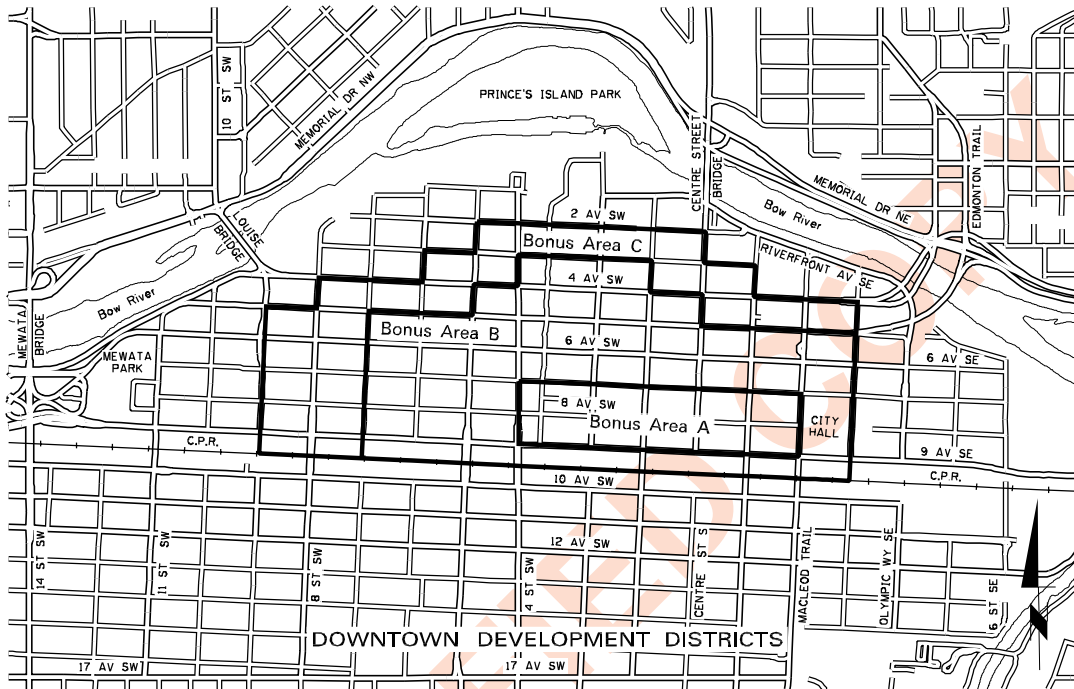 10 ST SW
MEMORIAL DR NW
PRINCE'S ISLAND PARK
CENTRE STREET
BRIDGE
EDMONTON TRAIL
MEMORIAL DR NE
Bow River
LOUISE
BRIDGE
2 AV SW
Bonus Area C
RIVERFRONT AV SE
4 AV SW
Bow River
MEWATA
BRIDGE
Bonus Area B
6 AV SW
6 AV SE
MEWATA
PARK
8 AV SW
Bonus Area A
CITY
HALL
C.P.R.
9 AV SE
10 AV SW
C.P.R.
14 ST SW
11 ST SW
8 ST SW
12 AV SW
4 ST SW
CENTRE ST S
MACLEOD TRAIL
OLYMPIC WY SE
6 ST SE
DOWNTOWN DEVELOPMENT DISTRICTS
17 AV SW
17 AV SW
COPY